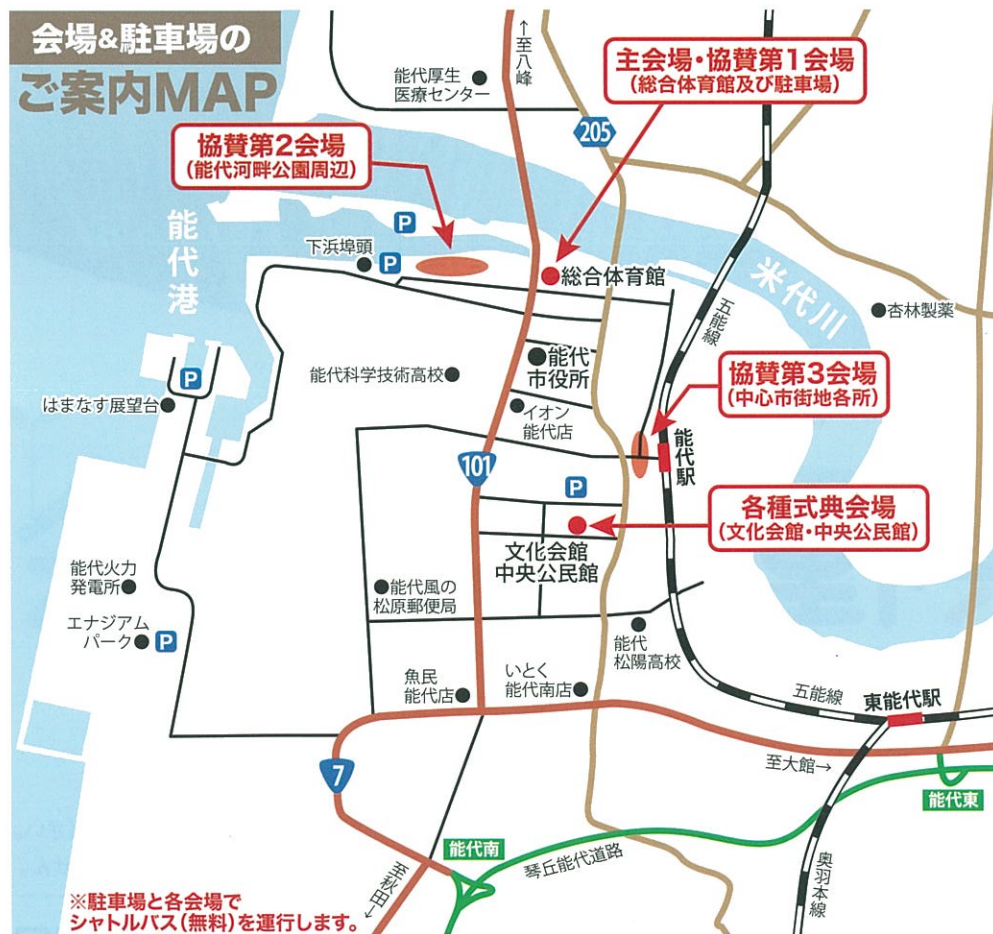 会場&駐車場の
ご案内MAP
↑至八峰
能代厚生
医療センター
主会場・協賛第1会場
(総合体育館及び駐車場)
205
協賛第2会場
(能代河畔公園周辺)
P
能代港
下浜埠頭
P
総合体育館
米代川
五能線
杏林製薬
能代
市役所
能代科学技術高校
P
はまなす展望台
イオン
能代店
協賛第3会場
(中心市街地各所)
能代駅
101
P
各種式典会場
(文化会館・中央公民館)
文化会館
中央公民館
能代火力
発電所
能代風の
松原郵便局
エナジアム
パーク
P
能代
松陽高校
魚民
能代店
いとく
能代南店
五能線
東能代駅
7
至大館→
能代東
能代南
琴丘能代道路
至秋田→
奥羽本線
※駐車場と各会場で
シャトルバス(無料)を運行します。